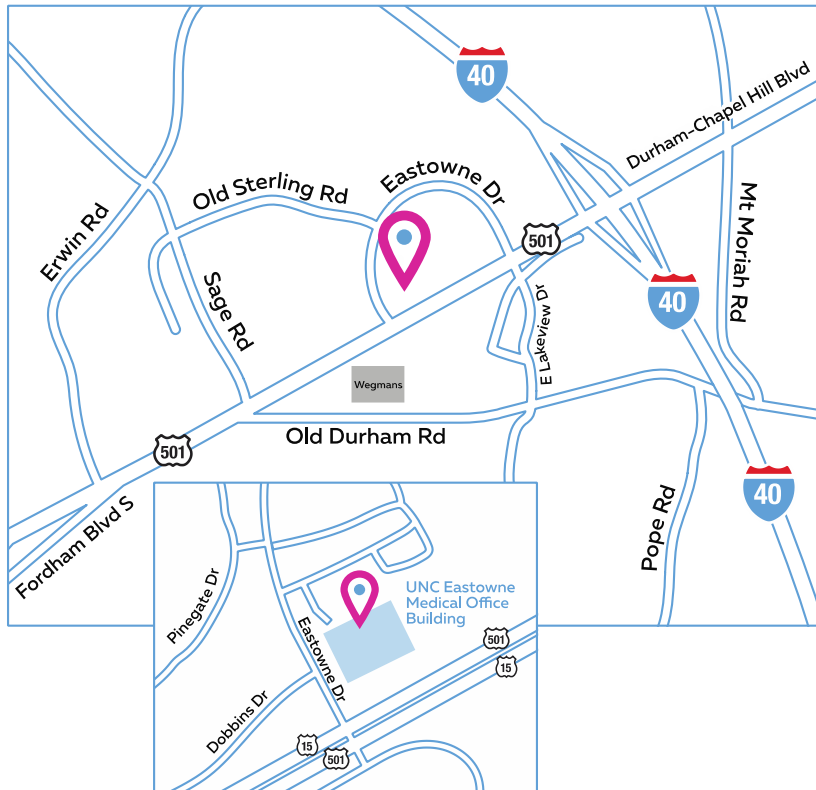 40
Durham-Chapel Hill Blvd
Old Sterling Rd
Eastowne Dr
Erwin Rd
501
Mt Moriah Rd
Sage Rd
40
E Lakeview Dr
Wegmans
Old Durham Rd
501
40
Fordham Blvd S
Pope Rd
Pinegate Dr
UNC Eastowne
Medical Office
Building
Eastowne Dr
501
15
Dobbins Dr
15
501